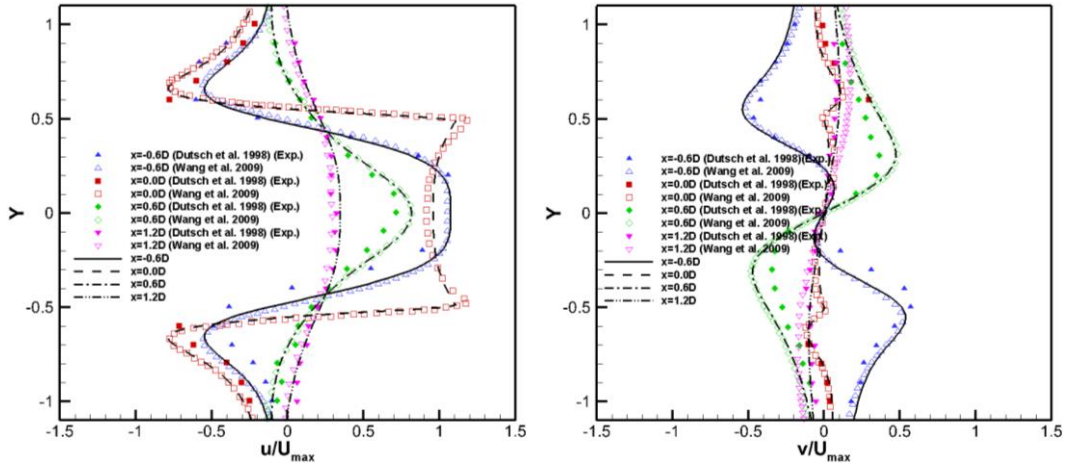 1
0.5
0
-0.5
-1
Y
x=-0.6D (Dutsch et al. 1998) (Exp.)
x=-0.6D (Wang et al. 2009)
x=0.0D (Dutsch et al. 1998) (Exp.)
x=0.0D (Wang et al. 2009)
x=0.6D (Dutsch et al. 1998) (Exp.)
x=0.6D (Wang et al. 2009)
x=1.2D (Dutsch et al. 1998) (Exp.)
x=1.2D (Wang et al. 2009)
x=-0.6D
x=0.0D
x=0.6D
x=1.2D
-1.5 -1 -0.5 0 0.5 1 1.5
u/Umax
1
0.5
0
-0.5
-1
Y
x=-0.6D (Dutsch et al. 1998)(Exp.)
x=-0.6D (Wang et al. 2009)
x=0.0D (Dutsch et al. 1998)(Exp.)
x=0.0D (Wang et al. 2009)
x=0.6D (Dutsch et al. 1998)(Exp.)
x=0.6D (Wang et al. 2009)
x=1.2D (Dutsch et al. 1998)(Exp.)
x=1.2D (Wang et al. 2009)
x=-0.6D
x=0.0D
x=0.6D
x=1.2D
-1.5 -1 -0.5 0 0.5 1 1.5
v/Umax